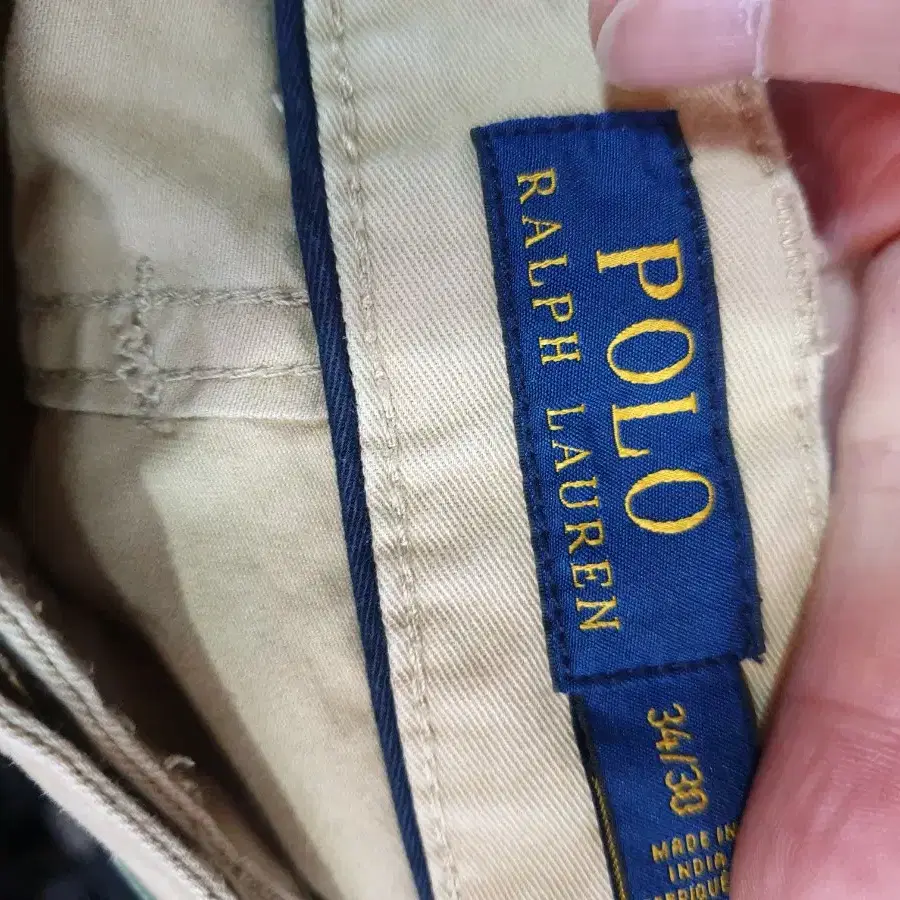 POLO
RALPH LAUREN
34/30
MADE IN
INDIA